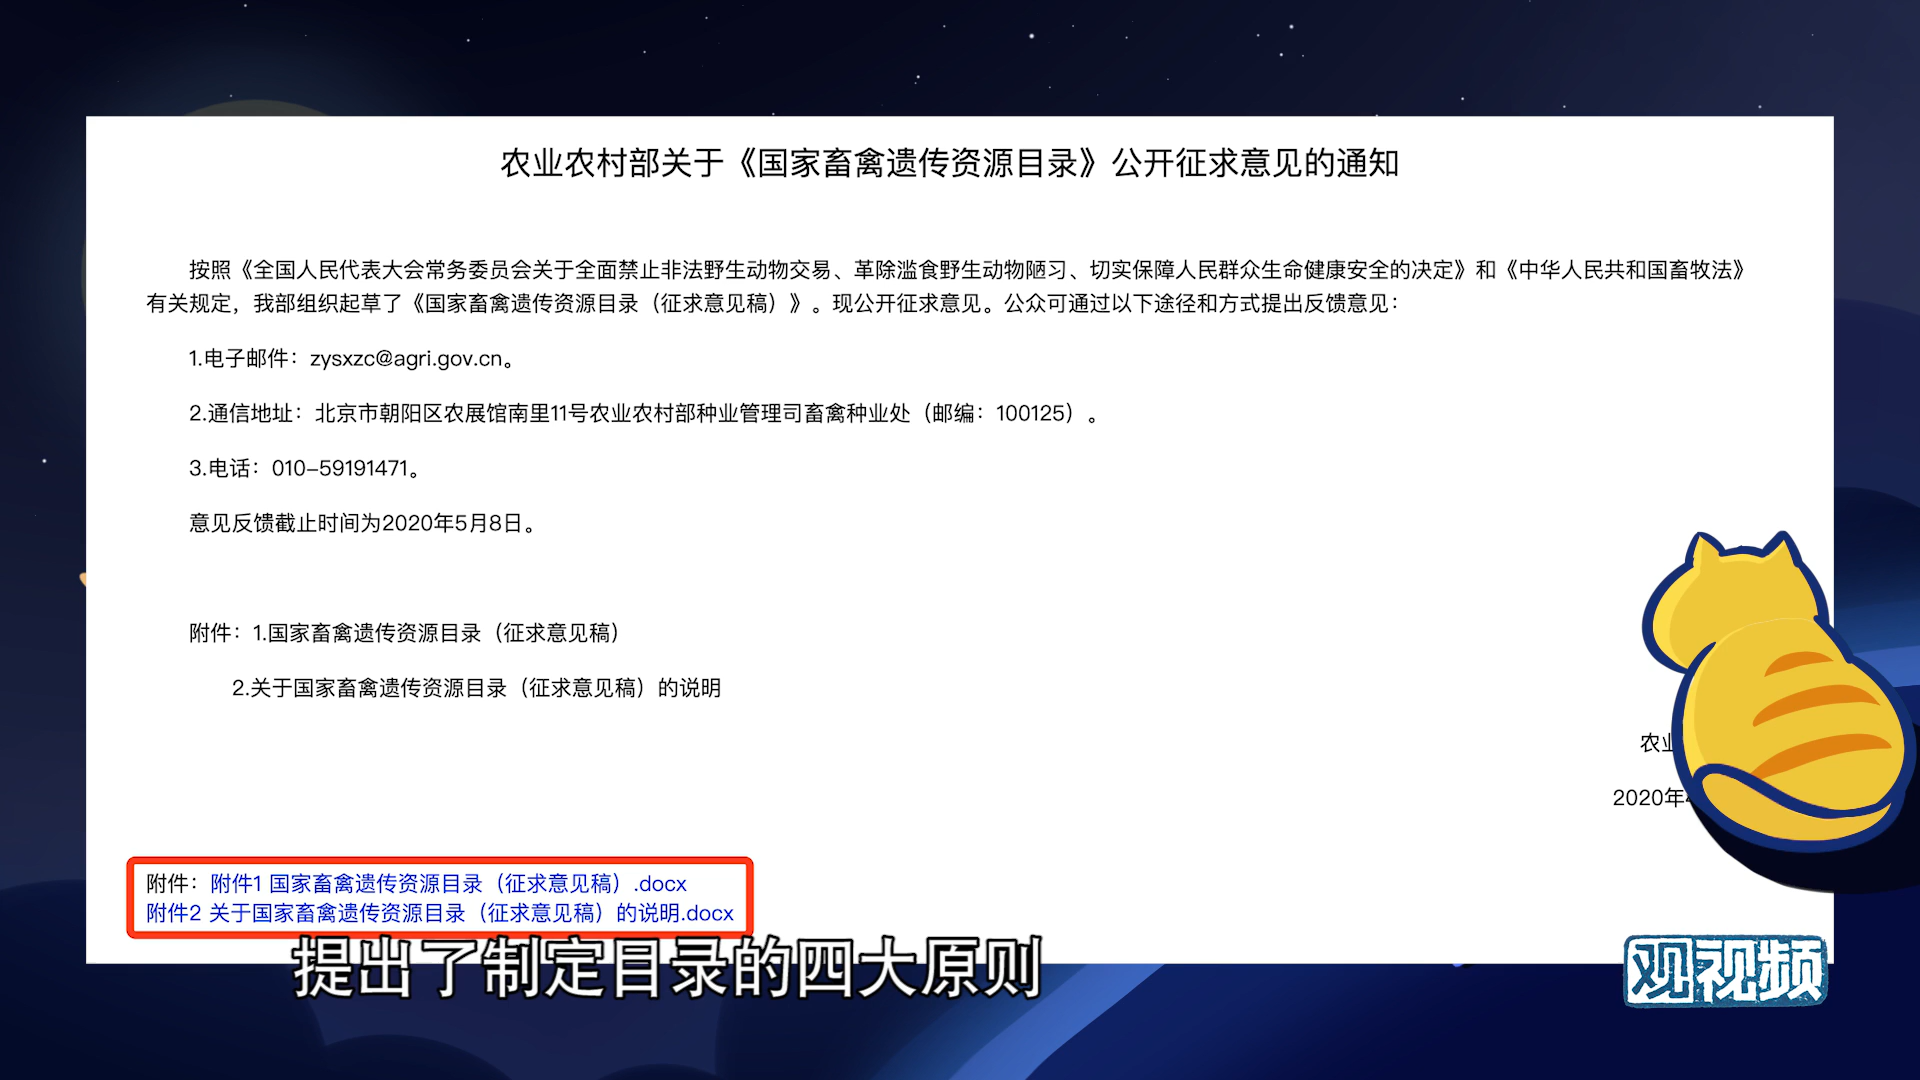 农业农村部关于《国家畜禽遗传资源目录》公开征求意见的通知
按照《全国人民代表大会常务委员会关于全面禁止非法野生动物交易、革除滥食野生动物陋习、切实保障人民群众生命健康安全的决定》和《中华人民共和国畜牧法》
有关规定，我部组织起草了《国家畜禽遗传资源目录（征求意见稿）》。现公开征求意见。公众可通过以下途径和方式提出反馈意见：
1.电子邮件：zysxzc@agri.gov.cn。
2.通信地址：北京市朝阳区农展馆南里11号农业农村部种业管理司畜禽种业处（邮编：100125）。
3.电话：010-59191471。
意见反馈截止时间为2020年5月8日。
附件：1.国家畜禽遗传资源目录（征求意见稿）
2.关于国家畜禽遗传资源目录（征求意见稿）的说明
农业
2020年
附件：附件1 国家畜禽遗传资源目录（征求意见稿）.docx
附件2 关于国家畜禽遗传资源目录（征求意见稿）的说明.docx
提出了制定目录的四大原则
观视频